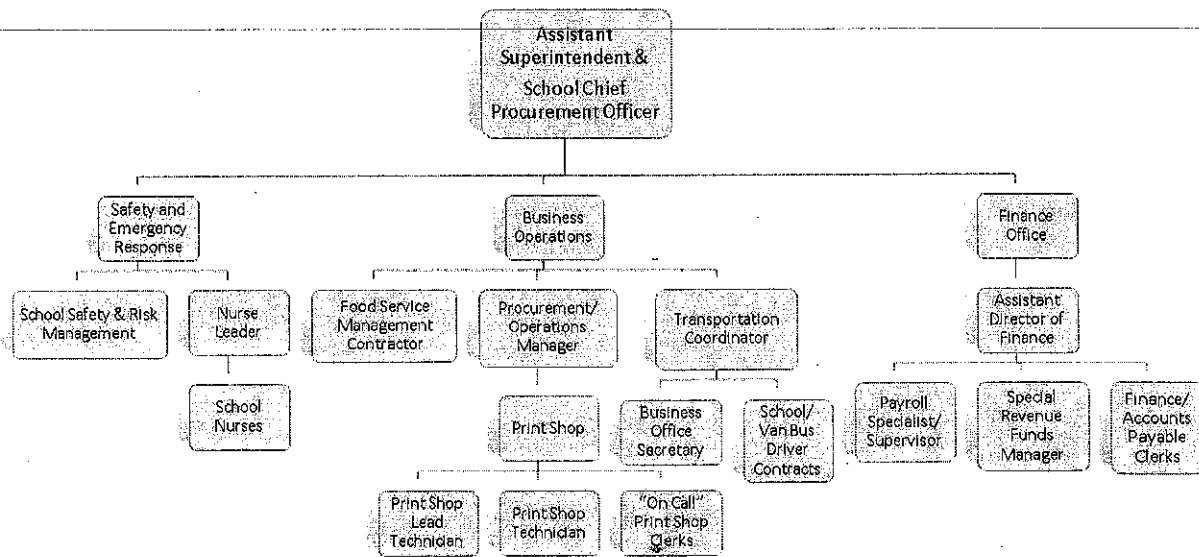 Assistant
Superintendent &
School Chief
Procurement Officer
Safety and
Emergency
Response
Business
Operations
Finance
Office
School Safety & Risk
Management
Nurse
Leader
Food Service
Management
Contractor
Procurement/
Operations
Manager
Transportation
Coordinator
Assistant
Director of
Finance
School
Nurses
Print Shop
Business
Office
Secretary
School/
Van Bus
Driver
Contracts
Payroll
Specialist/
Supervisor
Special
Revenue
Funds
Manager
Finance/
Accounts
Payable
Clerks
Print Shop
Lead
Technician
Print Shop
Technician
"On Call"
Print Shop
Clerks